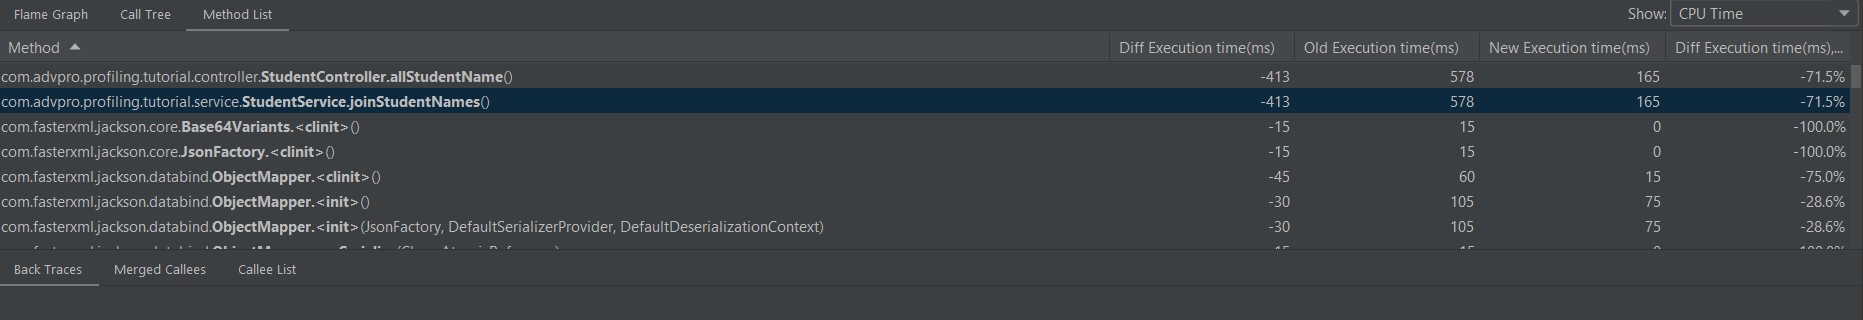 Flame Graph Call Tree Method List Show: CPU Time
Method Diff Execution time(ms) Old Execution time(ms) New Execution time(ms) Diff Execution time(ms),...
com.advpro.profiling.tutorial.controller.StudentController.allStudentName() -413 578 165 -71.5%
com.advpro.profiling.tutorial.service.StudentService.joinStudentNames() -413 578 165 -71.5%
com.fasterxml.jackson.core.Base64Variants.<clinit>() -15 15 0 -100.0%
com.fasterxml.jackson.core.JsonFactory.<clinit>() -15 15 0 -100.0%
com.fasterxml.jackson.databind.ObjectMapper.<clinit>() -45 60 15 -75.0%
com.fasterxml.jackson.databind.ObjectMapper.<init>() -30 105 75 -28.6%
com.fasterxml.jackson.databind.ObjectMapper.<init>(JsonFactory, DefaultSerializerProvider, DefaultDeserializationContext) -30 105 75 -28.6%
Back Traces Merged Callees Callee List